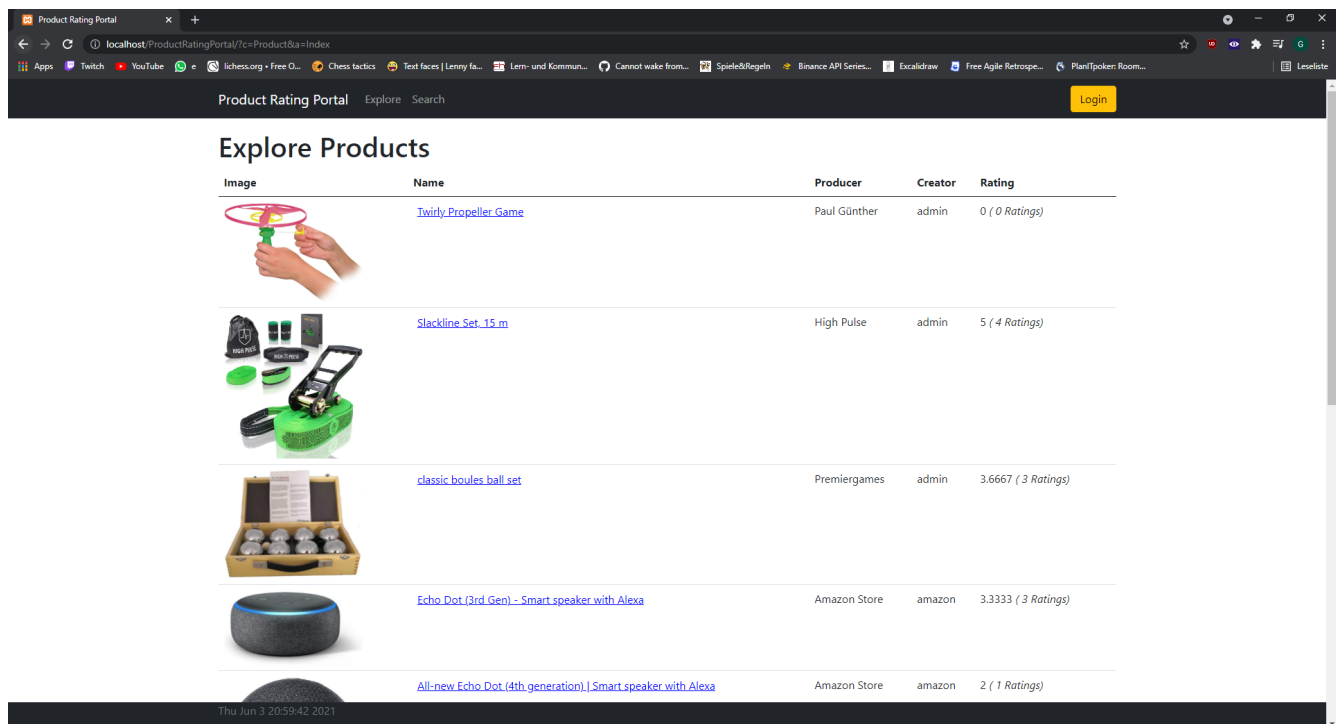 Product Rating Portal
localhost/ProductRatingPortal/?c=Product&a=Index
Apps Twitch YouTube e lichess.org • Free O... Chess tactics Text faces | Lenny fa... Lern- und Kommun... Cannot wake from... Spiele&Regeln Binance API Series... Excalidraw Free Agile Retrospe... PlanITpoker: Room... Leseliste
Product Rating Portal Explore Search Login
Explore Products
Image Name Producer Creator Rating
Twirly Propeller Game Paul Günther admin 0 ( 0 Ratings)
Slackline Set, 15 m High Pulse admin 5 ( 4 Ratings)
HIGH PULSE
HIGH PULSE
classic boules ball set Premiergames admin 3.6667 ( 3 Ratings)
Echo Dot (3rd Gen) - Smart speaker with Alexa Amazon Store amazon 3.3333 ( 3 Ratings)
All-new Echo Dot (4th generation) | Smart speaker with Alexa Amazon Store amazon 2 ( 1 Ratings)
Thu Jun 3 20:59:42 2021